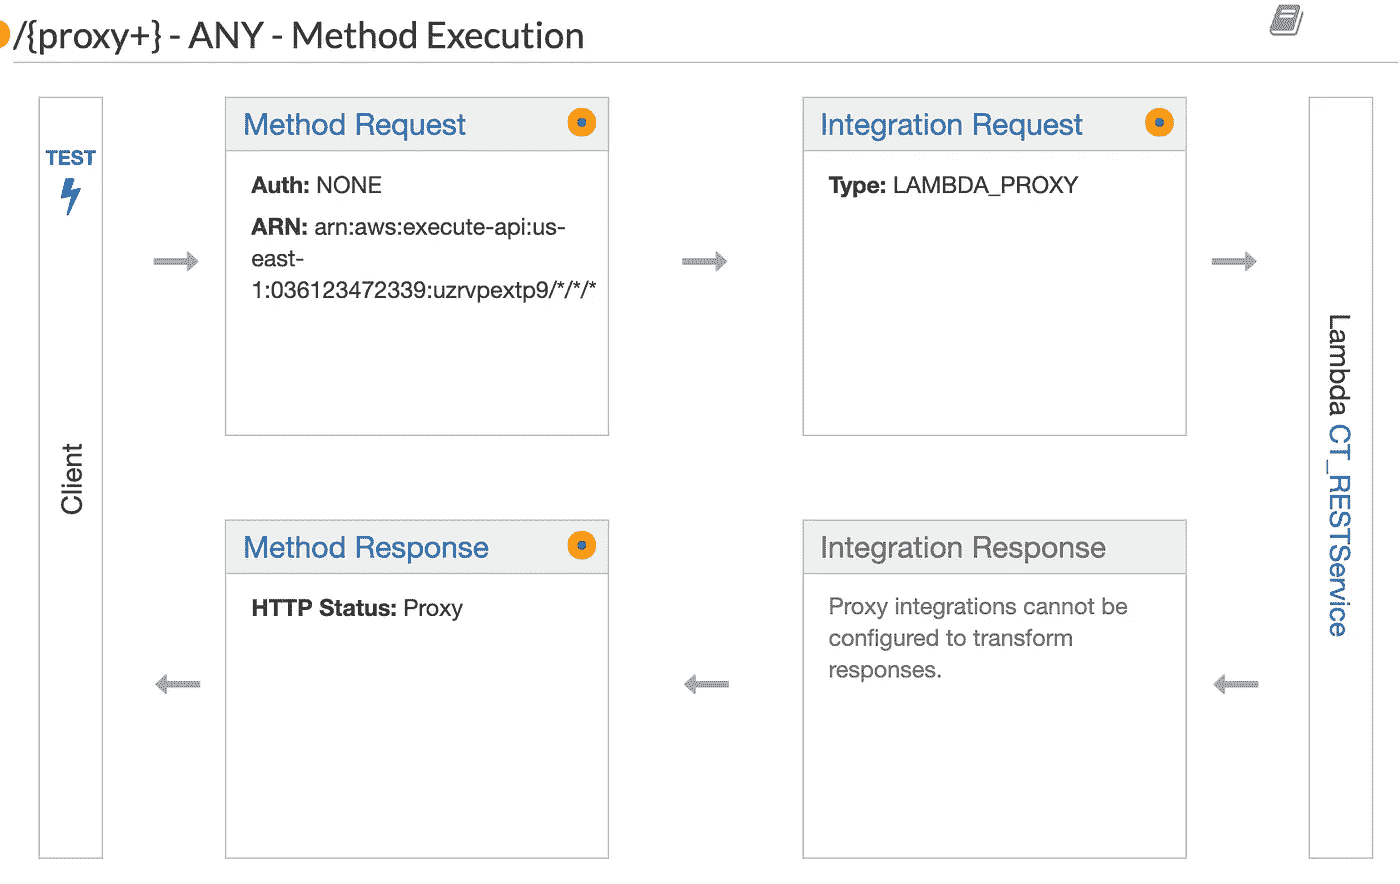 /{proxy+} - ANY - Method Execution
TEST
Client
Method Request
Auth: NONE
ARN: arn:aws:execute-api:us-
east-
1:036123472339:uzrvpextp9/*/*/*
Integration Request
Type: LAMBDA_PROXY
Lambda CT_RESTService
Method Response
HTTP Status: Proxy
Integration Response
Proxy integrations cannot be
configured to transform
responses.